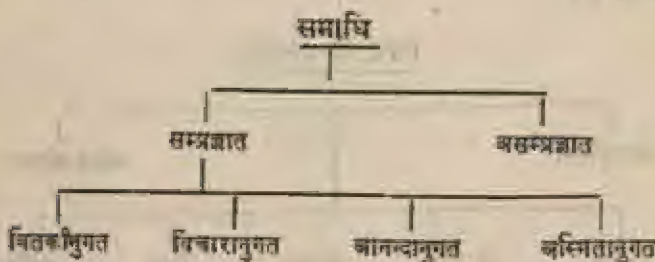 समाधि
सम्प्रज्ञात असम्प्रज्ञात
वितर्कानुगत विचारानुगत आनन्दानुगत अस्मितानुगत